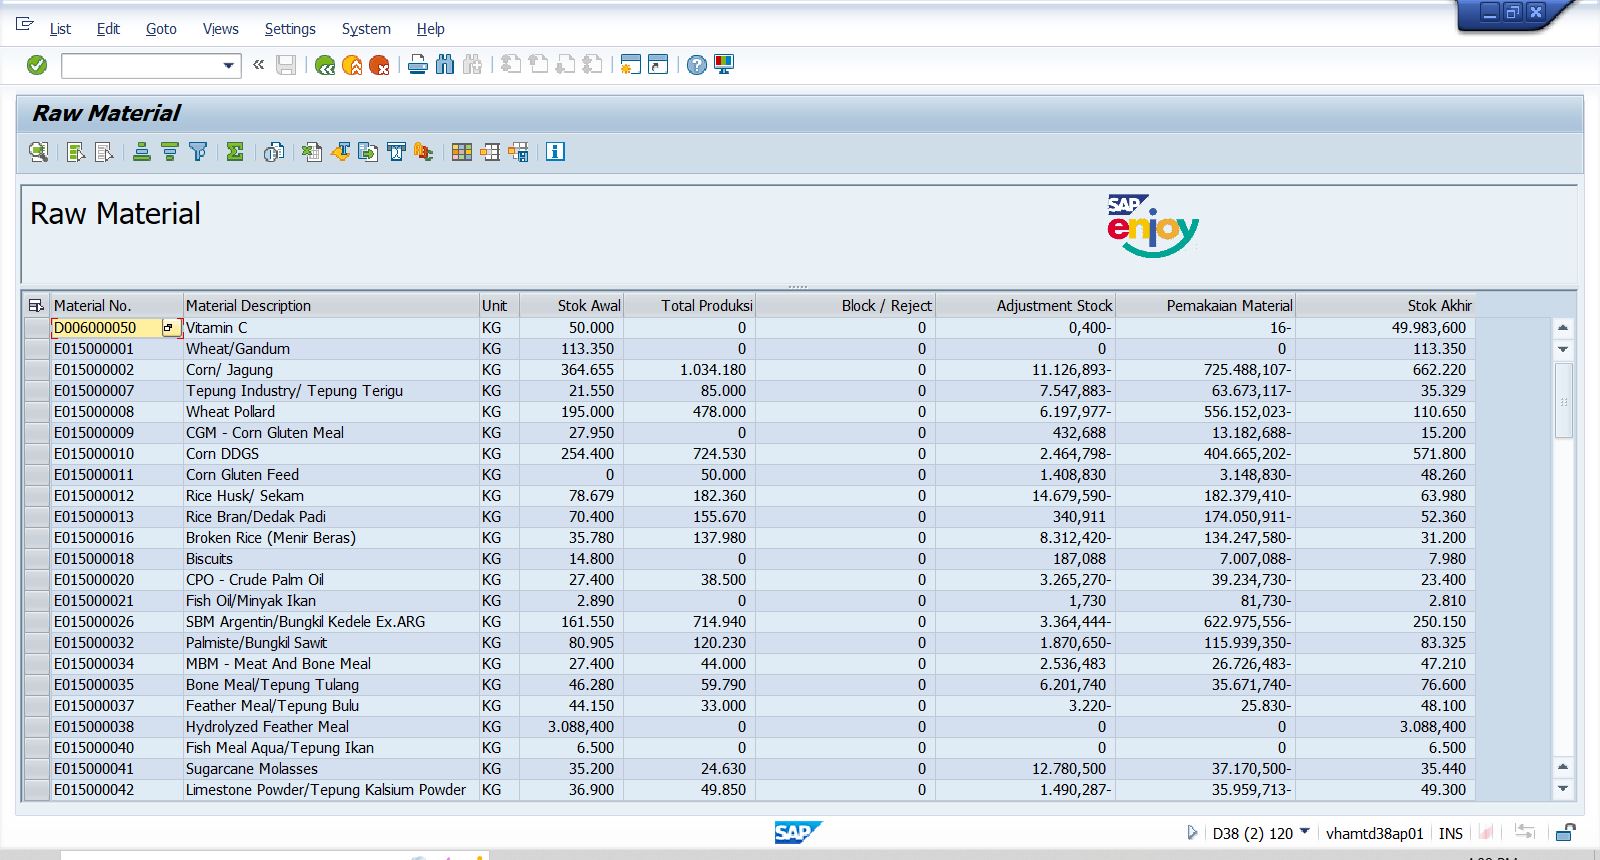 List Edit Goto Views Settings System Help
Raw Material
Raw Material
SAP enjoy
Material No. Material Description Unit Stok Awal Total Produksi Block / Reject Adjustment Stock Pemakaian Material Stok Akhir
D006000050 Vitamin C KG 50.000 0 0 0,400- 16- 49.983,600
E015000001 Wheat/Gandum KG 113.350 0 0 0 0 113.350
E015000002 Corn/ Jagung KG 364.655 1.034.180 0 11.126,893- 725.488,107- 662.220
E015000007 Tepung Industry/ Tepung Terigu KG 21.550 85.000 0 7.547,883- 63.673,117- 35.329
E015000008 Wheat Pollard KG 195.000 478.000 0 6.197,977- 556.152,023- 110.650
E015000009 CGM - Corn Gluten Meal KG 27.950 0 0 432,688 13.182,688- 15.200
E015000010 Corn DDGS KG 254.400 724.530 0 2.464,798- 404.665,202- 571.800
E015000011 Corn Gluten Feed KG 0 50.000 0 1.408,830 3.148,830- 48.260
E015000012 Rice Husk/ Sekam KG 78.679 182.360 0 14.679,590- 182.379,410- 63.980
E015000013 Rice Bran/Dedak Padi KG 70.400 155.670 0 340,911 174.050,911- 52.360
E015000016 Broken Rice (Menir Beras) KG 35.780 137.980 0 8.312,420- 134.247,580- 31.200
E015000018 Biscuits KG 14.800 0 0 187,088 7.007,088- 7.980
E015000020 CPO - Crude Palm Oil KG 27.400 38.500 0 3.265,270- 39.234,730- 23.400
E015000021 Fish Oil/Minyak Ikan KG 2.890 0 0 1,730 81,730- 2.810
E015000026 SBM Argentin/Bungkil Kedele Ex.ARG KG 161.550 714.940 0 3.364,444- 622.975,556- 250.150
E015000032 Palmiste/Bungkil Sawit KG 80.905 120.230 0 1.870,650- 115.939,350- 83.325
E015000034 MBM - Meat And Bone Meal KG 27.400 44.000 0 2.536,483 26.726,483- 47.210
E015000035 Bone Meal/Tepung Tulang KG 46.280 59.790 0 6.201,740 35.671,740- 76.600
E015000037 Feather Meal/Tepung Bulu KG 44.150 33.000 0 3.220- 25.830- 48.100
E015000038 Hydrolyzed Feather Meal KG 3.088,400 0 0 0 0 3.088,400
E015000040 Fish Meal Aqua/Tepung Ikan KG 6.500 0 0 0 0 6.500
E015000041 Sugarcane Molasses KG 35.200 24.630 0 12.780,500 37.170,500- 35.440
E015000042 Limestone Powder/Tepung Kalsium Powder KG 36.900 49.850 0 1.490,287- 35.959,713- 49.300
SAP D38 (2) 120 vhamtd38ap01 INS